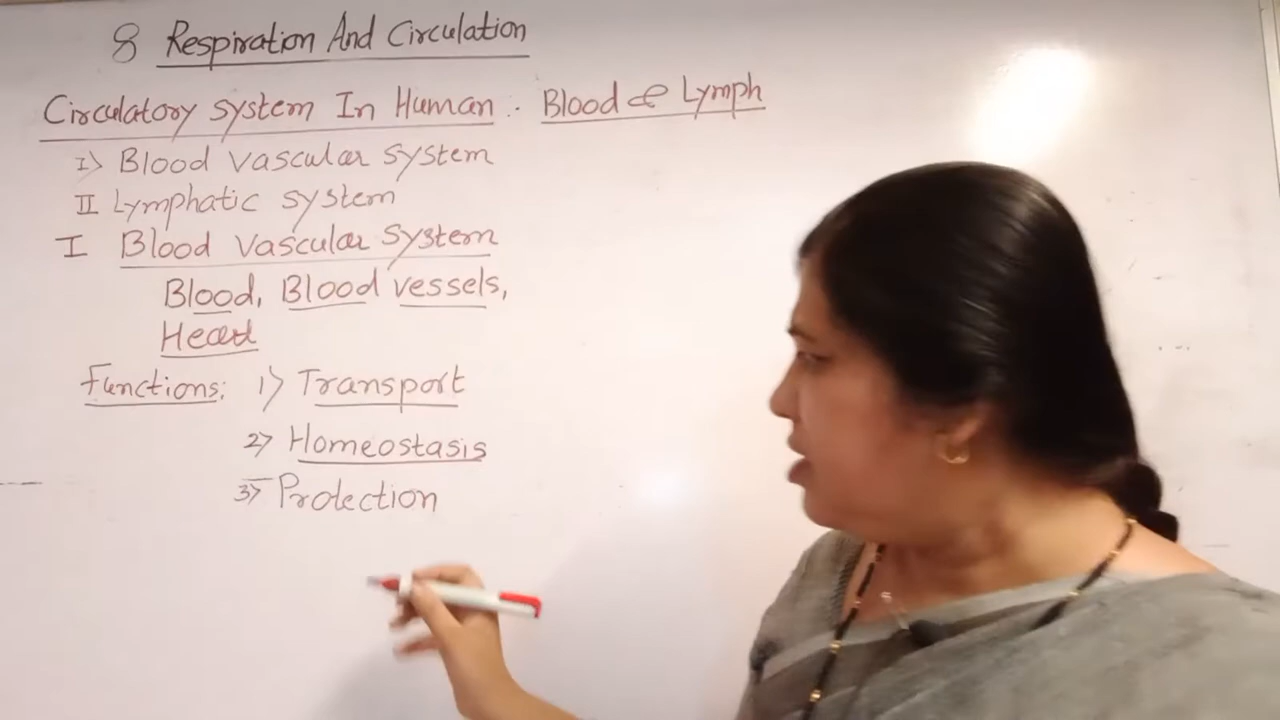 8 Respiration And Circulation
Circulatory system In Human. Blood & Lymph
I) Blood vascular system
II Lymphatic system
I Blood Vascular System
Blood, Blood vessels,
Heart
Functions: 1) Transport
2) Homeostasis
3) Protection